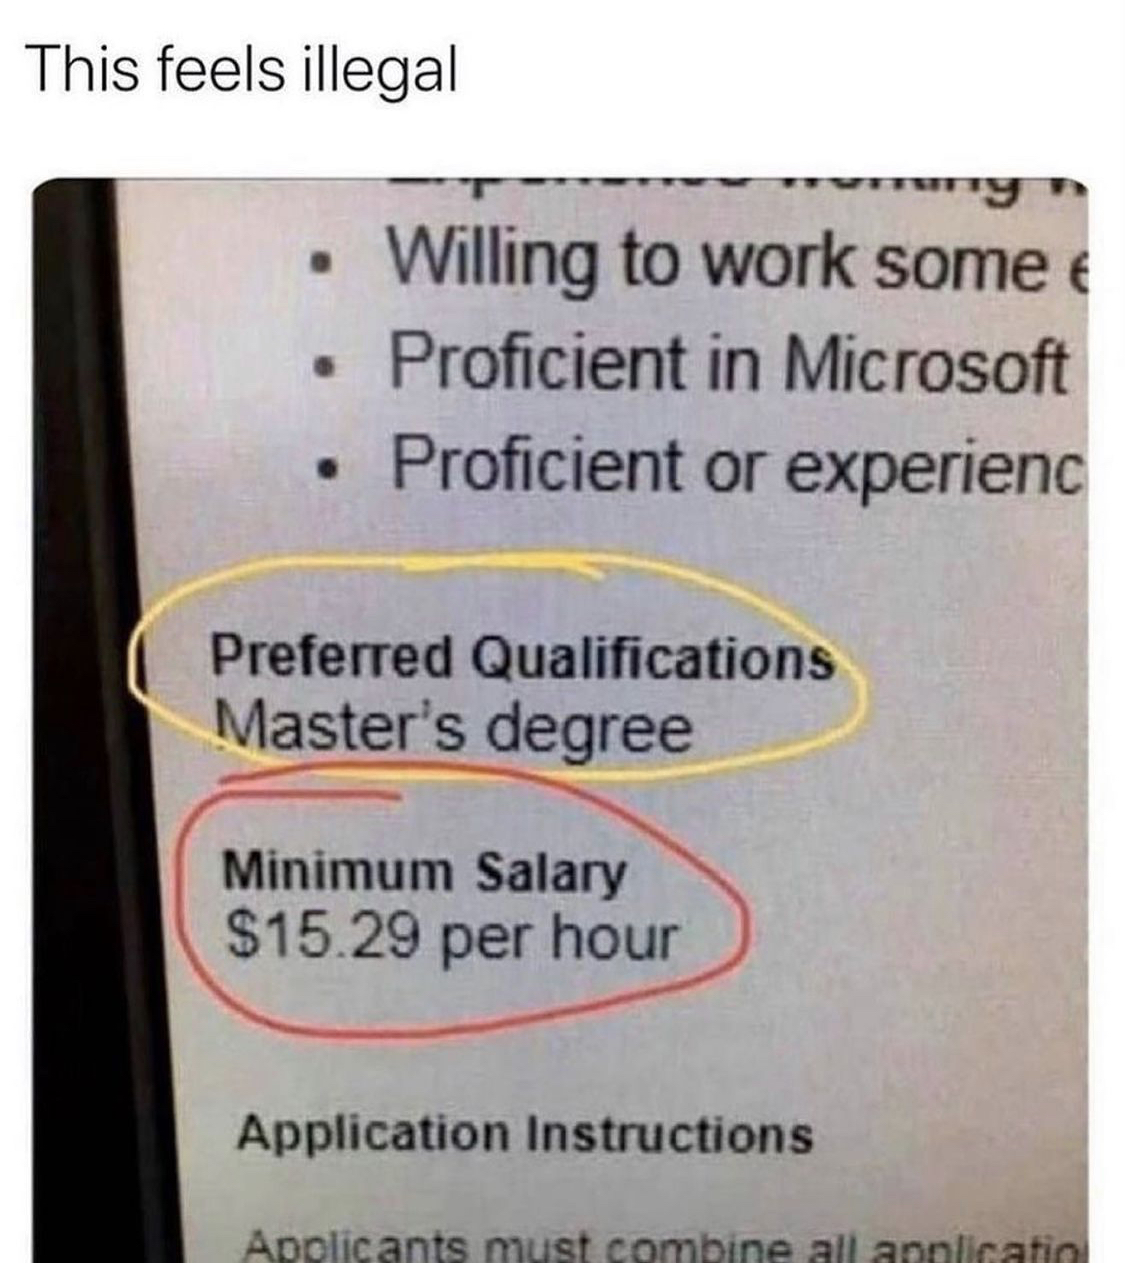 This feels illegal
Willing to work some
Proficient in Microsoft
Proficient or experienc
Preferred Qualifications
Master's degree
Minimum Salary
$15.29 per hour
Application Instructions
Applicants must combine all applicatio